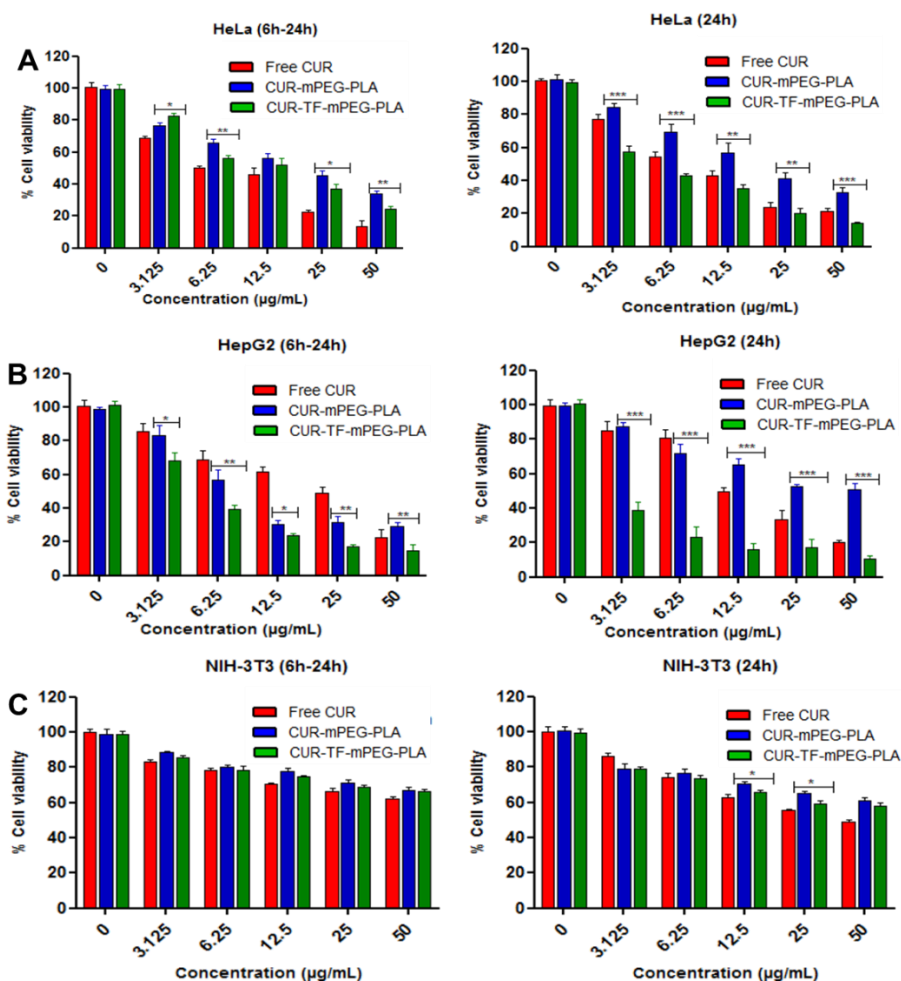 A
HeLa (6h-24h)
120
100
80
60
40
20
0
% Cell viability
Free CUR
CUR-mPEG-PLA
CUR-TF-mPEG-PLA
*
**
*
**
0
3.125
6.25
12.5
25
50
Concentration (µg/mL)
HeLa (24h)
120
100
80
60
40
20
0
% Cell viability
Free CUR
CUR-mPEG-PLA
CUR-TF-mPEG-PLA
***
***
**
**
***
0
3.125
6.25
12.5
25
50
Concentration (µg/mL)
B
HepG2 (6h-24h)
120
100
80
60
40
20
0
% Cell viability
Free CUR
CUR-mPEG-PLA
CUR-TF-mPEG-PLA
*
**
*
**
**
0
3.125
6.25
12.5
25
50
Concentration (µg/mL)
HepG2 (24h)
120
100
80
60
40
20
0
% Cell viability
Free CUR
CUR-mPEG-PLA
CUR-TF-mPEG-PLA
***
***
***
***
***
0
3.125
6.25
12.5
25
50
Concentration (µg/mL)
C
NIH-3T3 (6h-24h)
120
100
80
60
40
20
0
% Cell viability
Free CUR
CUR-mPEG-PLA
CUR-TF-mPEG-PLA
0
3.125
6.25
12.5
25
50
Concentration (µg/mL)
NIH-3T3 (24h)
120
100
80
60
40
20
0
% Cell viability
Free CUR
CUR-mPEG-PLA
CUR-TF-mPEG-PLA
*
*
0
3.125
6.25
12.5
25
50
Concentration (µg/mL)